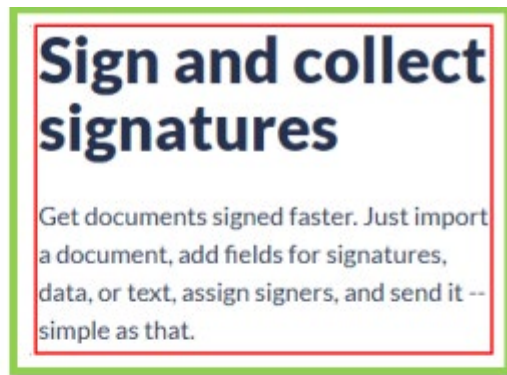 Sign and collect
signatures
Get documents signed faster. Just import
a document, add fields for signatures,
data, or text, assign signers, and send it --
simple as that.